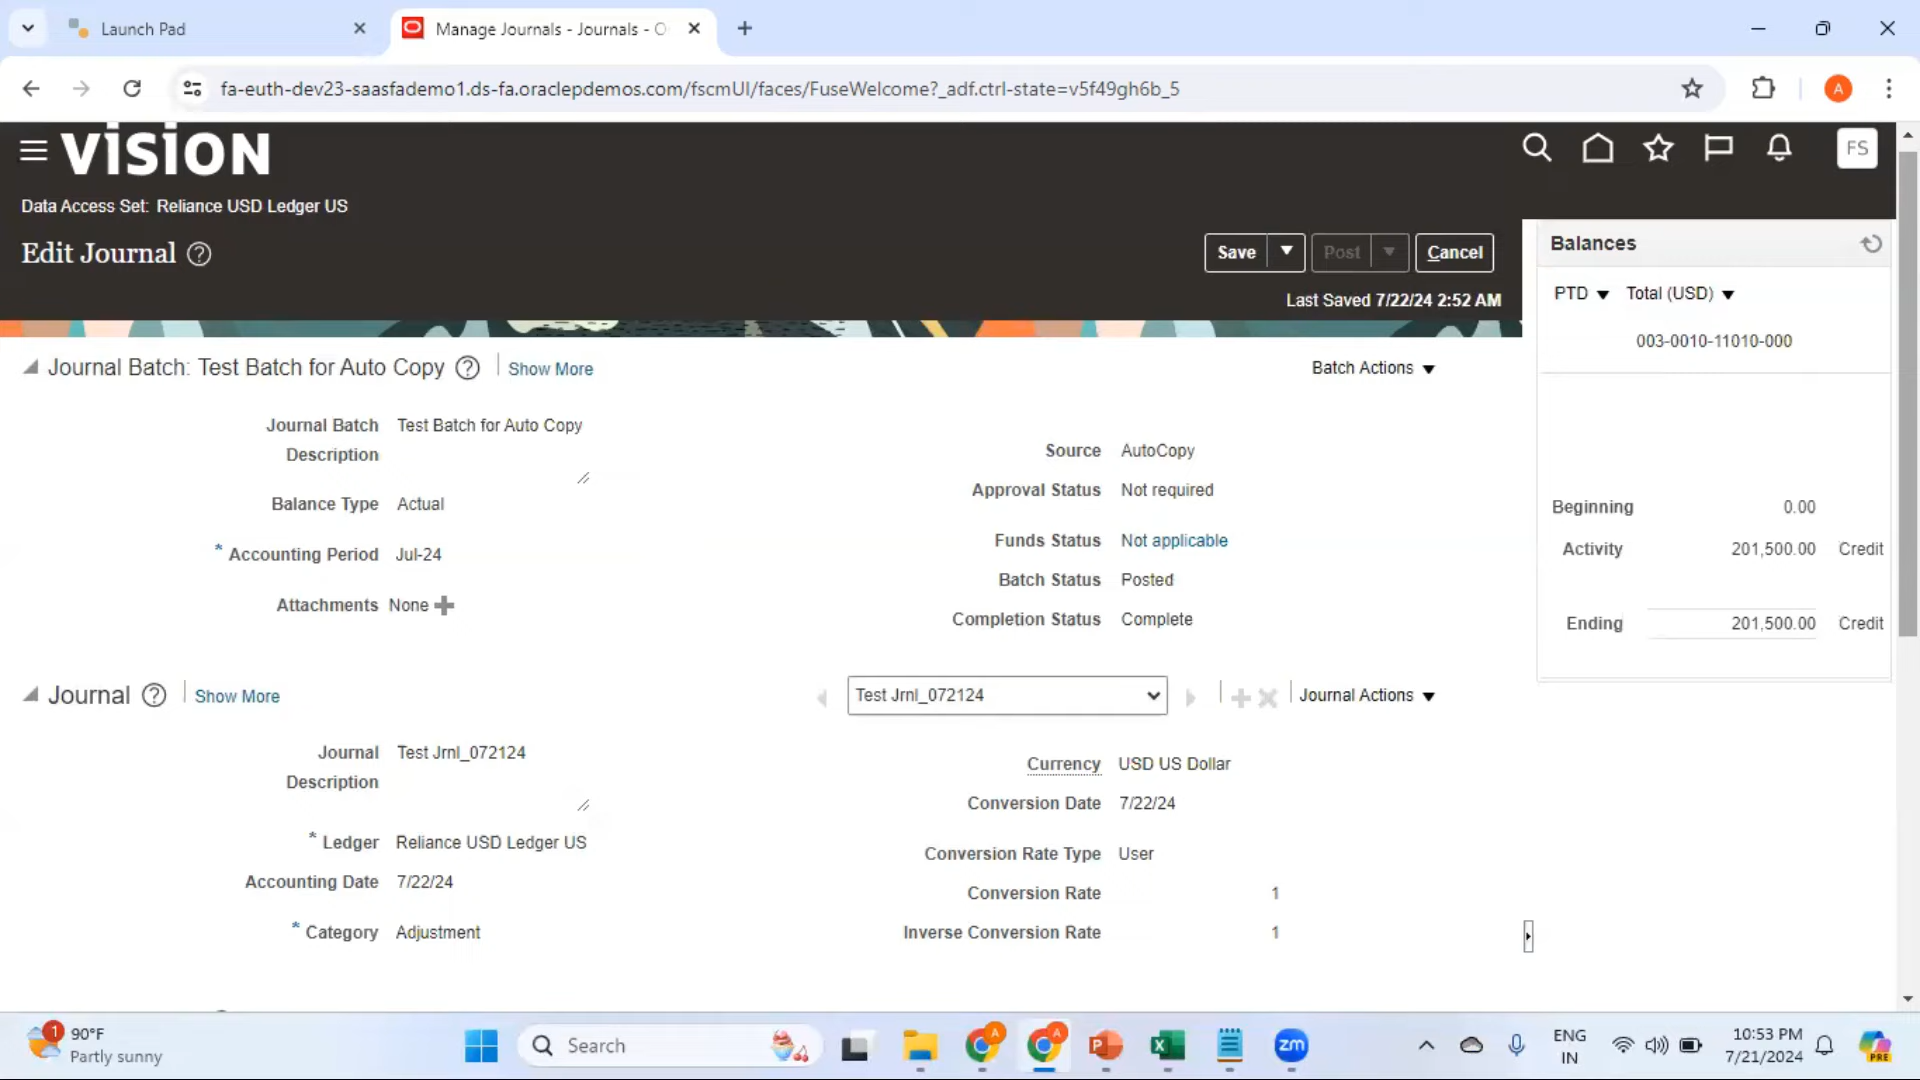 Launch Pad
Manage Journals - Journals - O
fa-euth-dev23-saasfademo1.ds-fa.oraclepdemos.com/fscmUI/faces/FuseWelcome?_adf.ctrl-state=v5f49gh6b_5
A
VISION
FS
Data Access Set: Reliance USD Ledger US
Edit Journal ?
Save
Post
Cancel
Last Saved 7/22/24 2:52 AM
Balances
PTD Total (USD)
003-0010-11010-000
Beginning 0.00
Activity 201,500.00 Credit
Ending 201,500.00 Credit
Journal Batch: Test Batch for Auto Copy ? Show More
Batch Actions
Journal Batch Test Batch for Auto Copy
Description
Balance Type Actual
* Accounting Period Jul-24
Attachments None
Source AutoCopy
Approval Status Not required
Funds Status Not applicable
Batch Status Posted
Completion Status Complete
Journal ? Show More
Test Jrnl_072124
Journal Actions
Journal Test Jrnl_072124
Description
* Ledger Reliance USD Ledger US
Accounting Date 7/22/24
* Category Adjustment
Currency USD US Dollar
Conversion Date 7/22/24
Conversion Rate Type User
Conversion Rate 1
Inverse Conversion Rate 1
1
90°F
Partly sunny
Search
A
A
P
X
zm
ENG
IN
10:53 PM
7/21/2024
PRE